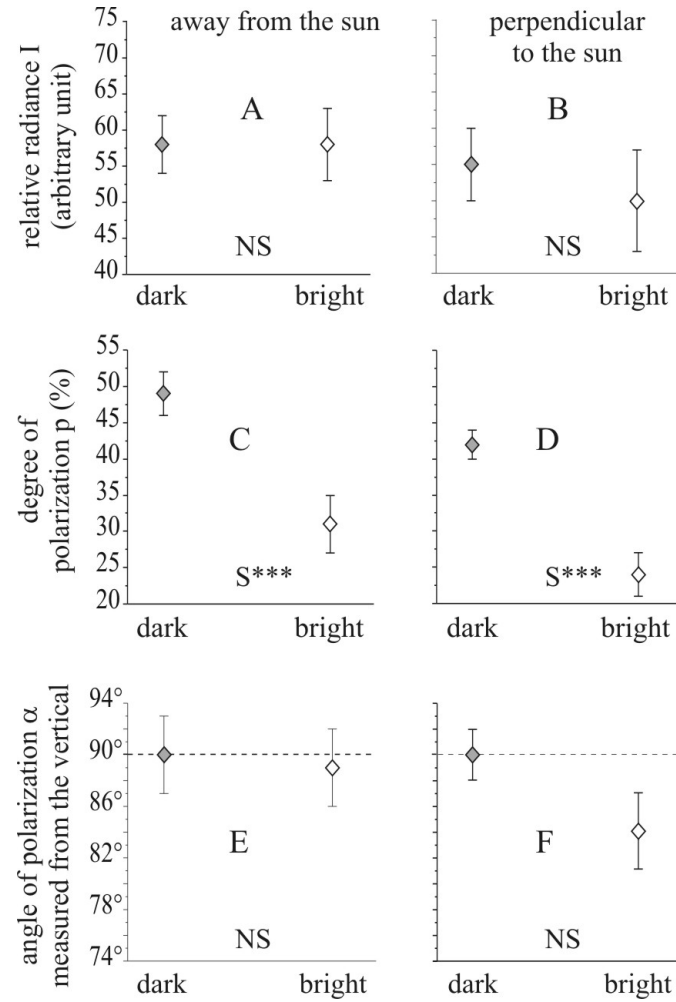 away from the sun
perpendicular
to the sun
relative radiance I
(arbitrary unit)
75
70
65
60
55
50
45
40
A
NS
dark
bright
B
NS
dark
bright
degree of
polarization p (%)
55
50
45
40
35
30
25
20
C
S***
dark
bright
D
S***
dark
bright
angle of polarization α
measured from the vertical
94°
90°
86°
82°
78°
74°
E
NS
dark
bright
F
NS
dark
bright